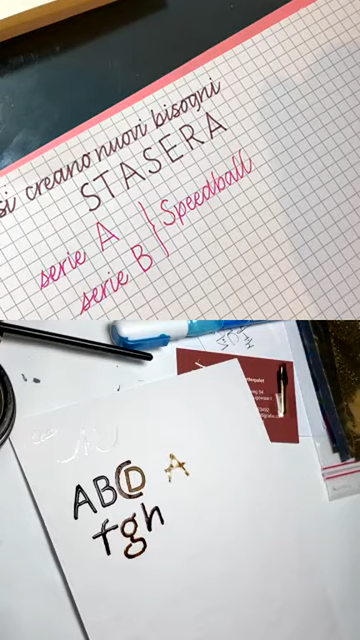 si creano nuovi bisogni
STASERA
serie A
serie B } Speedball
ABCD A
fgh